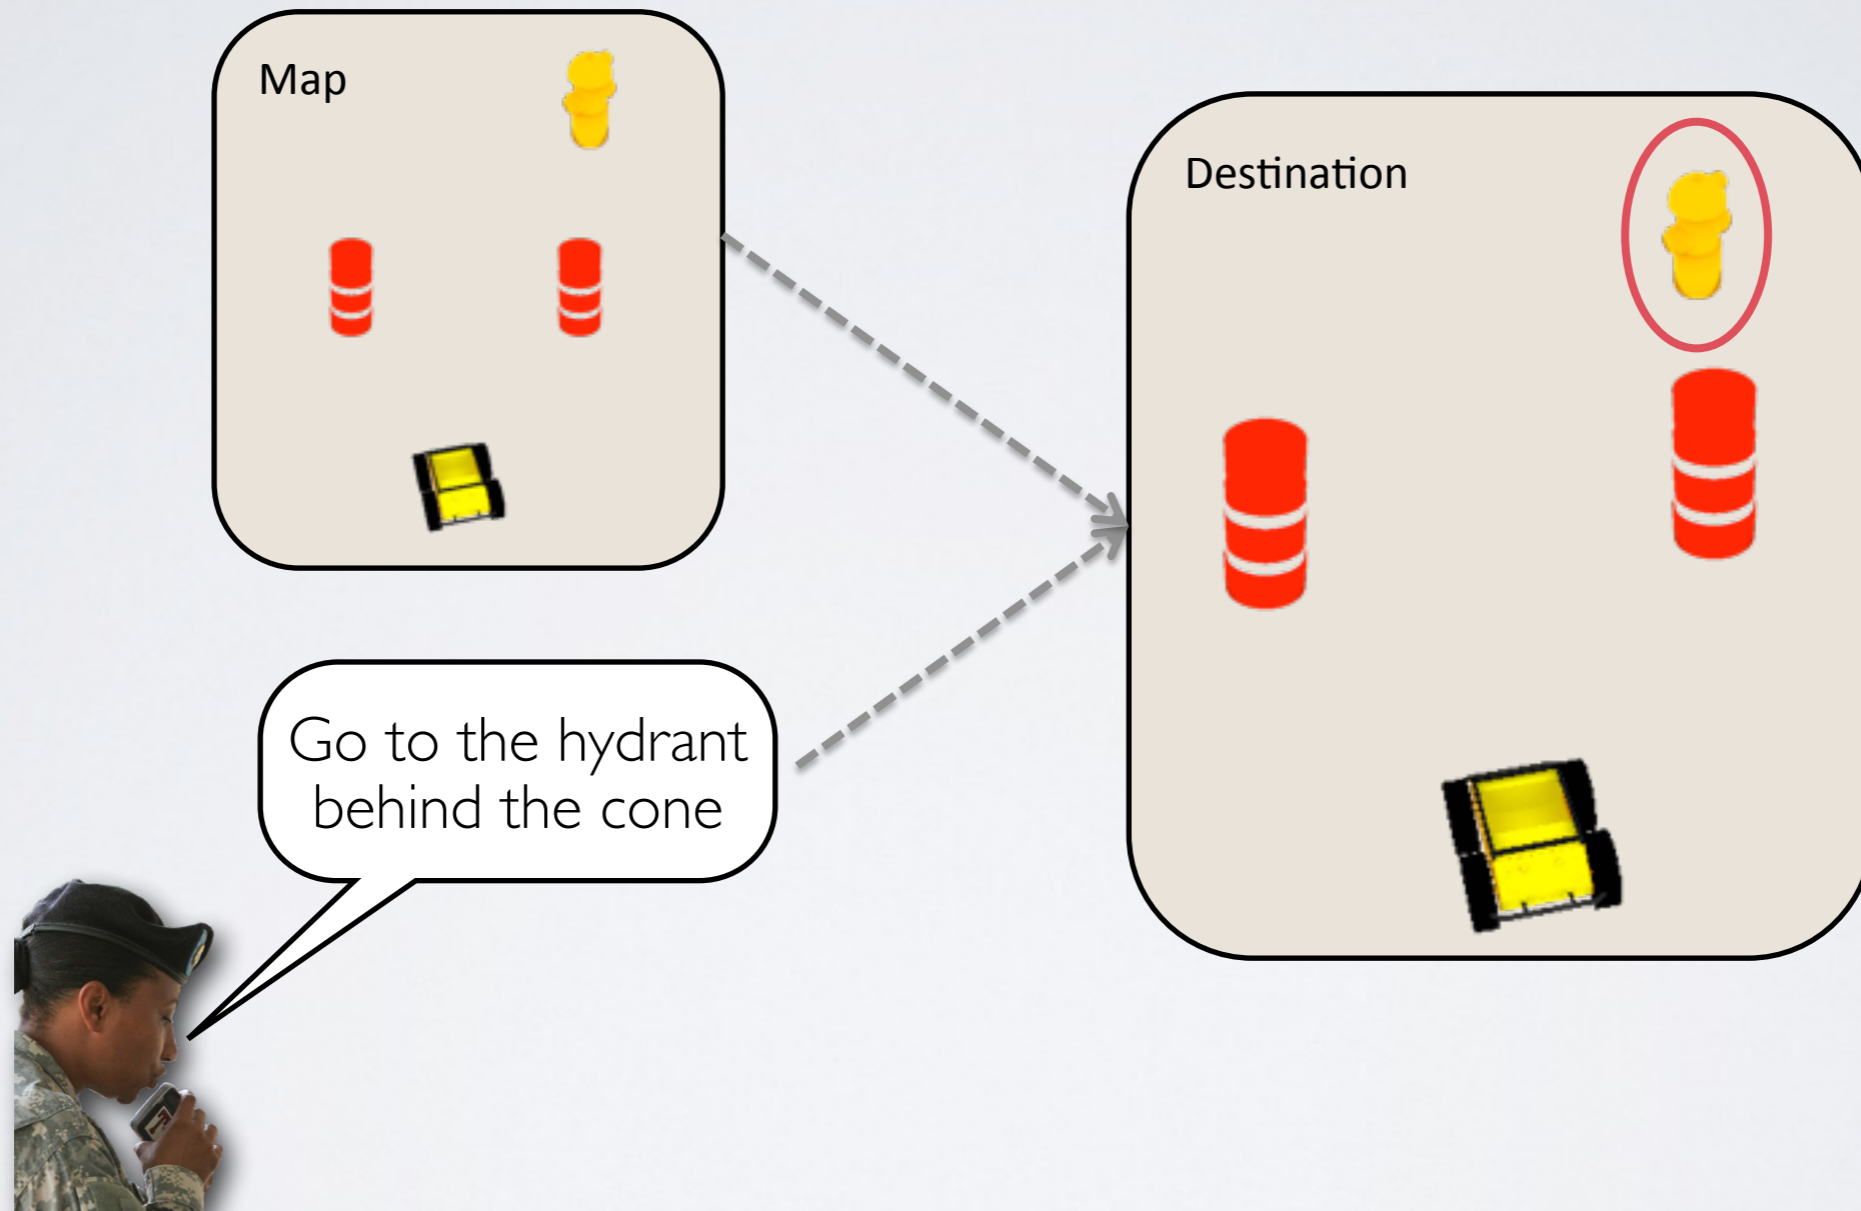 Map
Destination
Go to the hydrant
behind the cone